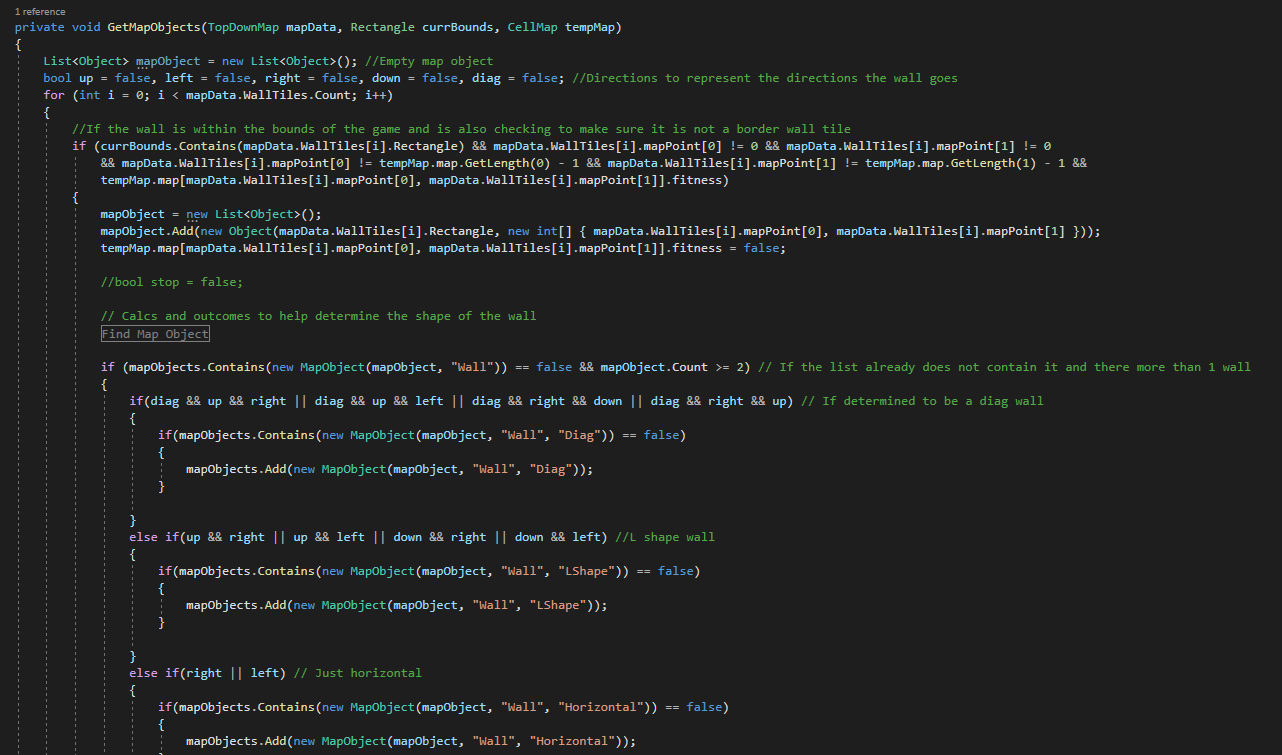 1 reference
private void GetMapObjects(TopDownMap mapData, Rectangle currBounds, CellMap tempMap)
{
List<Object> mapObject = new List<Object>(); //Empty map object
bool up = false, left = false, right = false, down = false, diag = false; //Directions to represent the directions the wall goes
for (int i = 0; i < mapData.WallTiles.Count; i++)
{
//If the wall is within the bounds of the game and is also checking to make sure it is not a border wall tile
if (currBounds.Contains(mapData.WallTiles[i].Rectangle) && mapData.WallTiles[i].mapPoint[0] != 0 && mapData.WallTiles[i].mapPoint[1] != 0
&& mapData.WallTiles[i].mapPoint[0] != tempMap.map.GetLength(0) - 1 && mapData.WallTiles[i].mapPoint[1] != tempMap.map.GetLength(1) - 1 &&
tempMap.map[mapData.WallTiles[i].mapPoint[0], mapData.WallTiles[i].mapPoint[1]].fitness)
{
mapObject = new List<Object>();
mapObject.Add(new Object(mapData.WallTiles[i].Rectangle, new int[] { mapData.WallTiles[i].mapPoint[0], mapData.WallTiles[i].mapPoint[1] }));
tempMap.map[mapData.WallTiles[i].mapPoint[0], mapData.WallTiles[i].mapPoint[1]].fitness = false;
//bool stop = false;
// Calcs and outcomes to help determine the shape of the wall
Find Map Object
if (mapObjects.Contains(new MapObject(mapObject, "Wall")) == false && mapObject.Count >= 2) // If the list already does not contain it and there more than 1 wall
{
if(diag && up && right || diag && up && left || diag && right && down || diag && right && up) // If determined to be a diag wall
{
if(mapObjects.Contains(new MapObject(mapObject, "Wall", "Diag")) == false)
{
mapObjects.Add(new MapObject(mapObject, "Wall", "Diag"));
}
}
else if(up && right || up && left || down && right || down && left) //L shape wall
{
if(mapObjects.Contains(new MapObject(mapObject, "Wall", "LShape")) == false)
{
mapObjects.Add(new MapObject(mapObject, "Wall", "LShape"));
}
}
else if(right || left) // Just horizontal
{
if(mapObjects.Contains(new MapObject(mapObject, "Wall", "Horizontal")) == false)
{
mapObjects.Add(new MapObject(mapObject, "Wall", "Horizontal"));